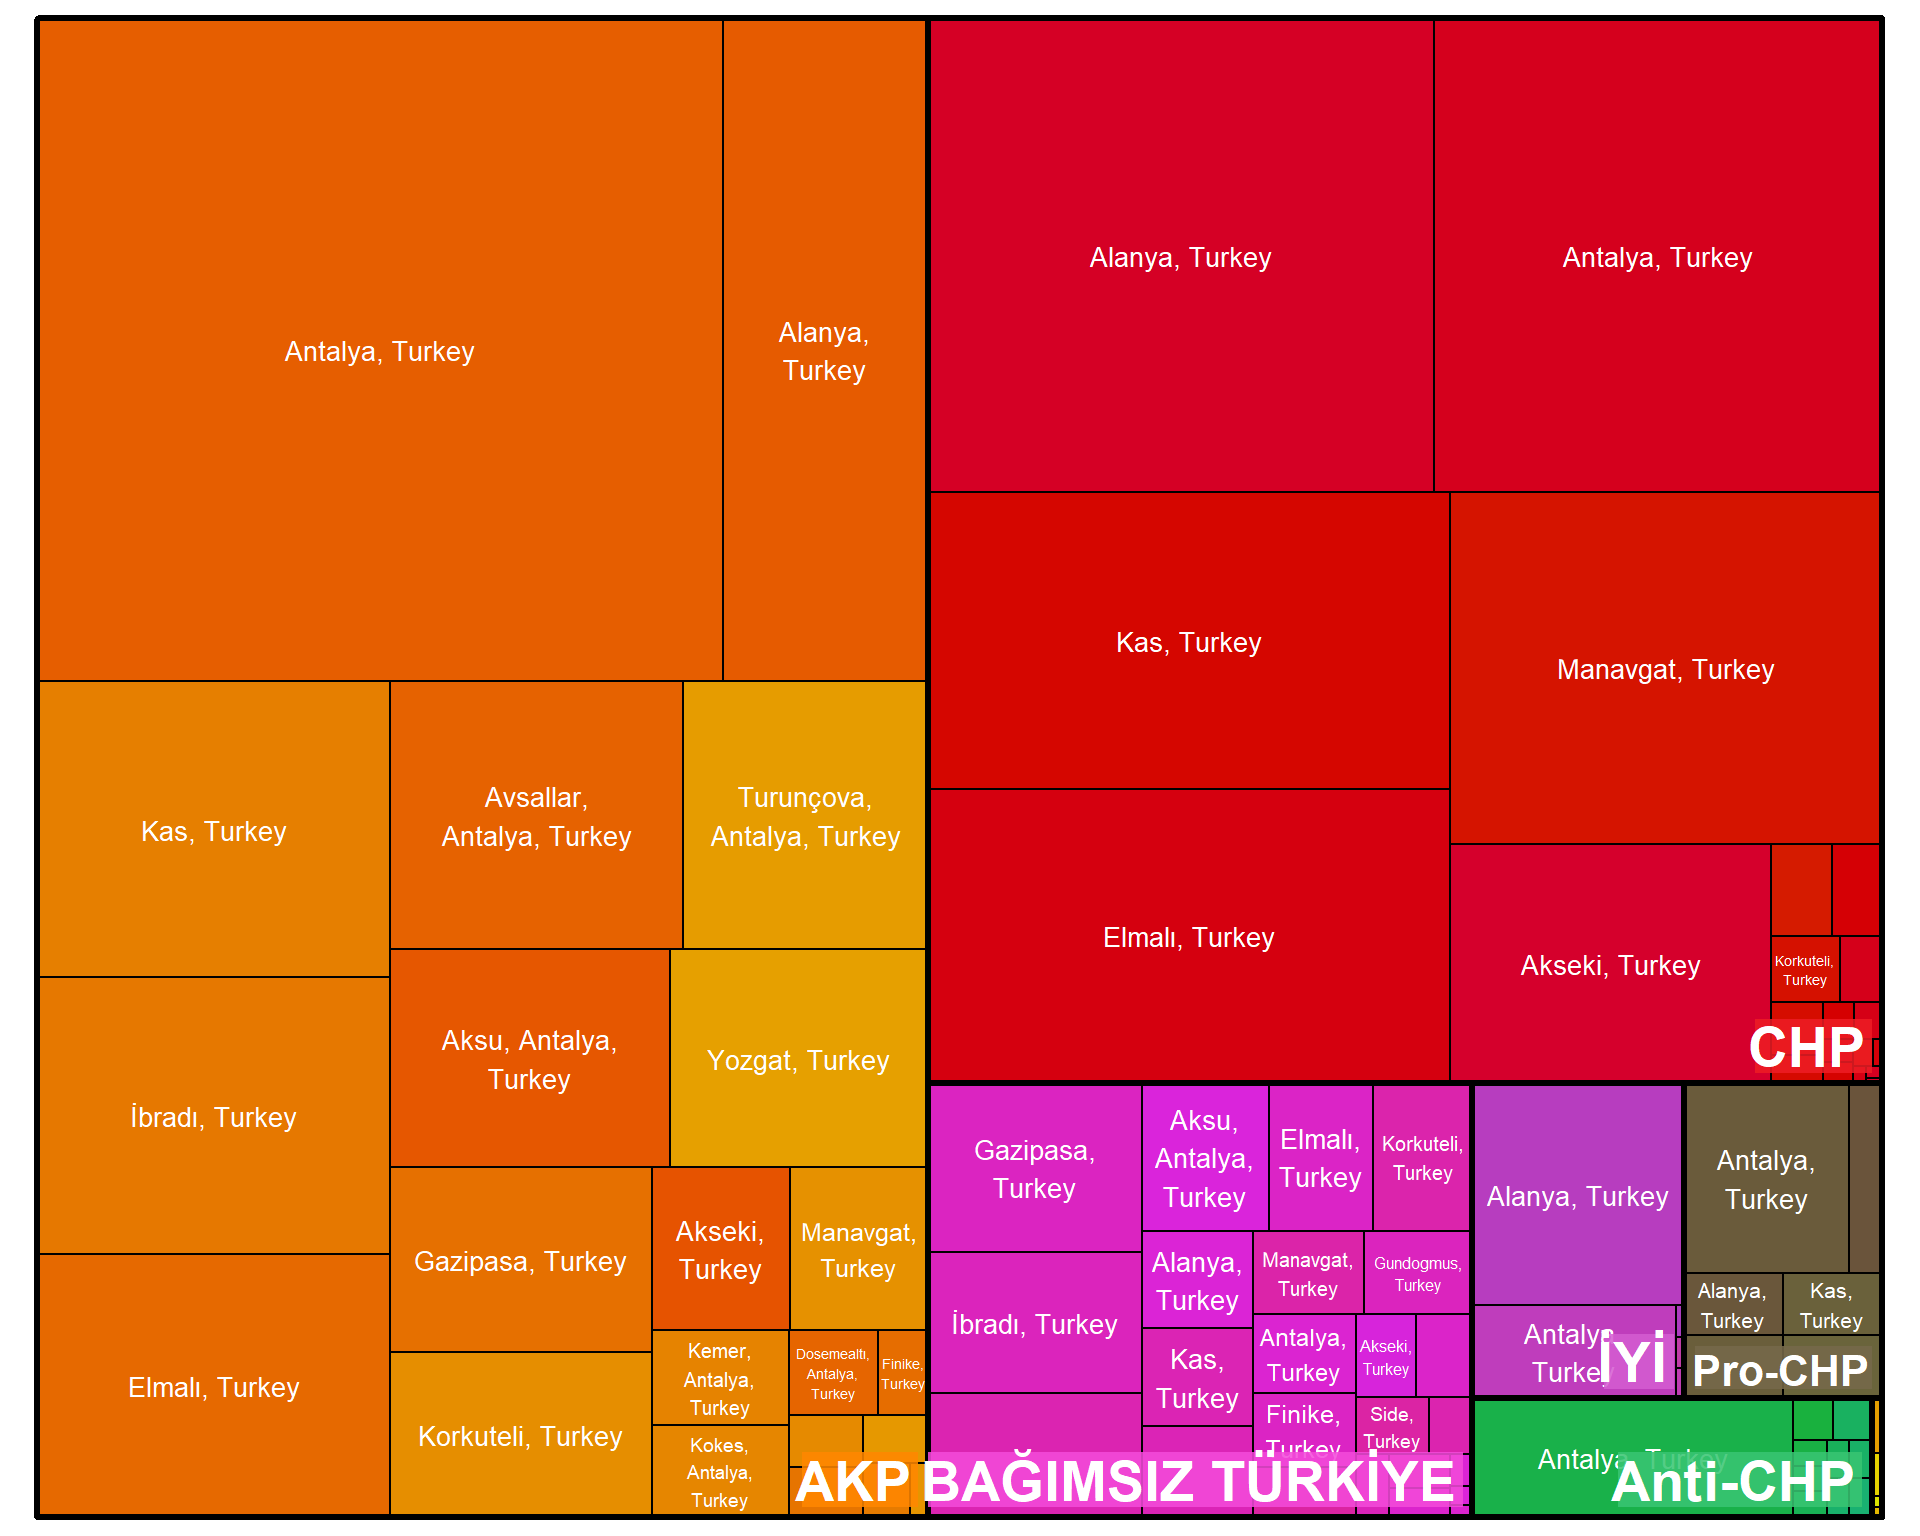 Antalya, Turkey
Alanya,
Turkey
Kas, Turkey
Avsallar,
Antalya, Turkey
Turunçova,
Antalya, Turkey
İbradı, Turkey
Aksu, Antalya,
Turkey
Yozgat, Turkey
Elmalı, Turkey
Gazipasa, Turkey
Akseki,
Turkey
Manavgat,
Turkey
Korkuteli, Turkey
Kemer,
Antalya,
Turkey
Dosemealtı,
Antalya,
Turkey
Finike,
Turkey
Kokes,
Antalya,
Turkey
AKP
Alanya, Turkey
Antalya, Turkey
Kas, Turkey
Manavgat, Turkey
Elmalı, Turkey
Akseki, Turkey
Korkuteli,
Turkey
CHP
Gazipasa,
Turkey
Aksu,
Antalya,
Turkey
Elmalı,
Turkey
Korkuteli,
Turkey
İbradı, Turkey
Alanya,
Turkey
Manavgat,
Turkey
Gundogmus,
Turkey
Kas,
Turkey
Antalya,
Turkey
Akseki,
Turkey
Finike,
Turkey
Side,
Turkey
BAĞIMSIZ TÜRKİYE
Alanya, Turkey
Antalya,
Turkey
İYİ
Antalya,
Turkey
Alanya,
Turkey
Kas,
Turkey
Pro-CHP
Antalya, Turkey
Anti-CHP